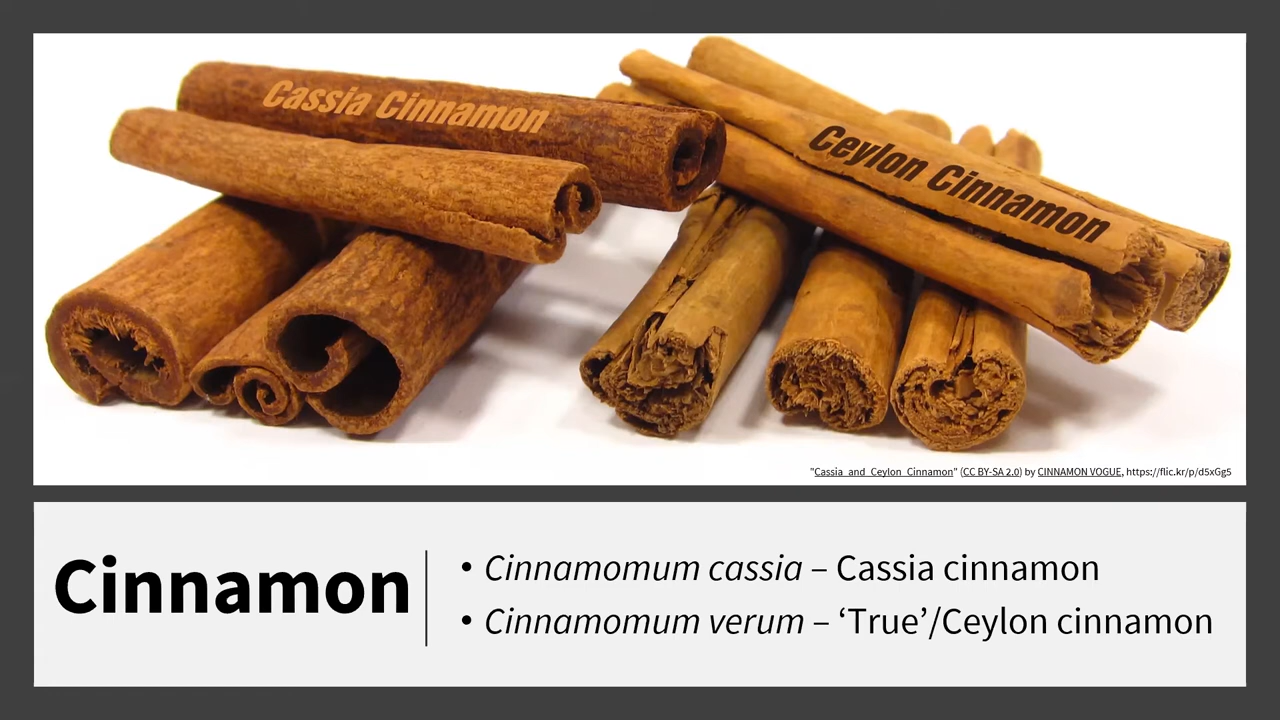 Cassia Cinnamon
Ceylon Cinnamon
"Cassia_and_Ceylon_Cinnamon" (CC BY-SA 2.0) by CINNAMON VOGUE, https://flic.kr/p/d5xGg5
Cinnamon
• Cinnamomum cassia – Cassia cinnamon
• Cinnamomum verum – ‘True’/Ceylon cinnamon